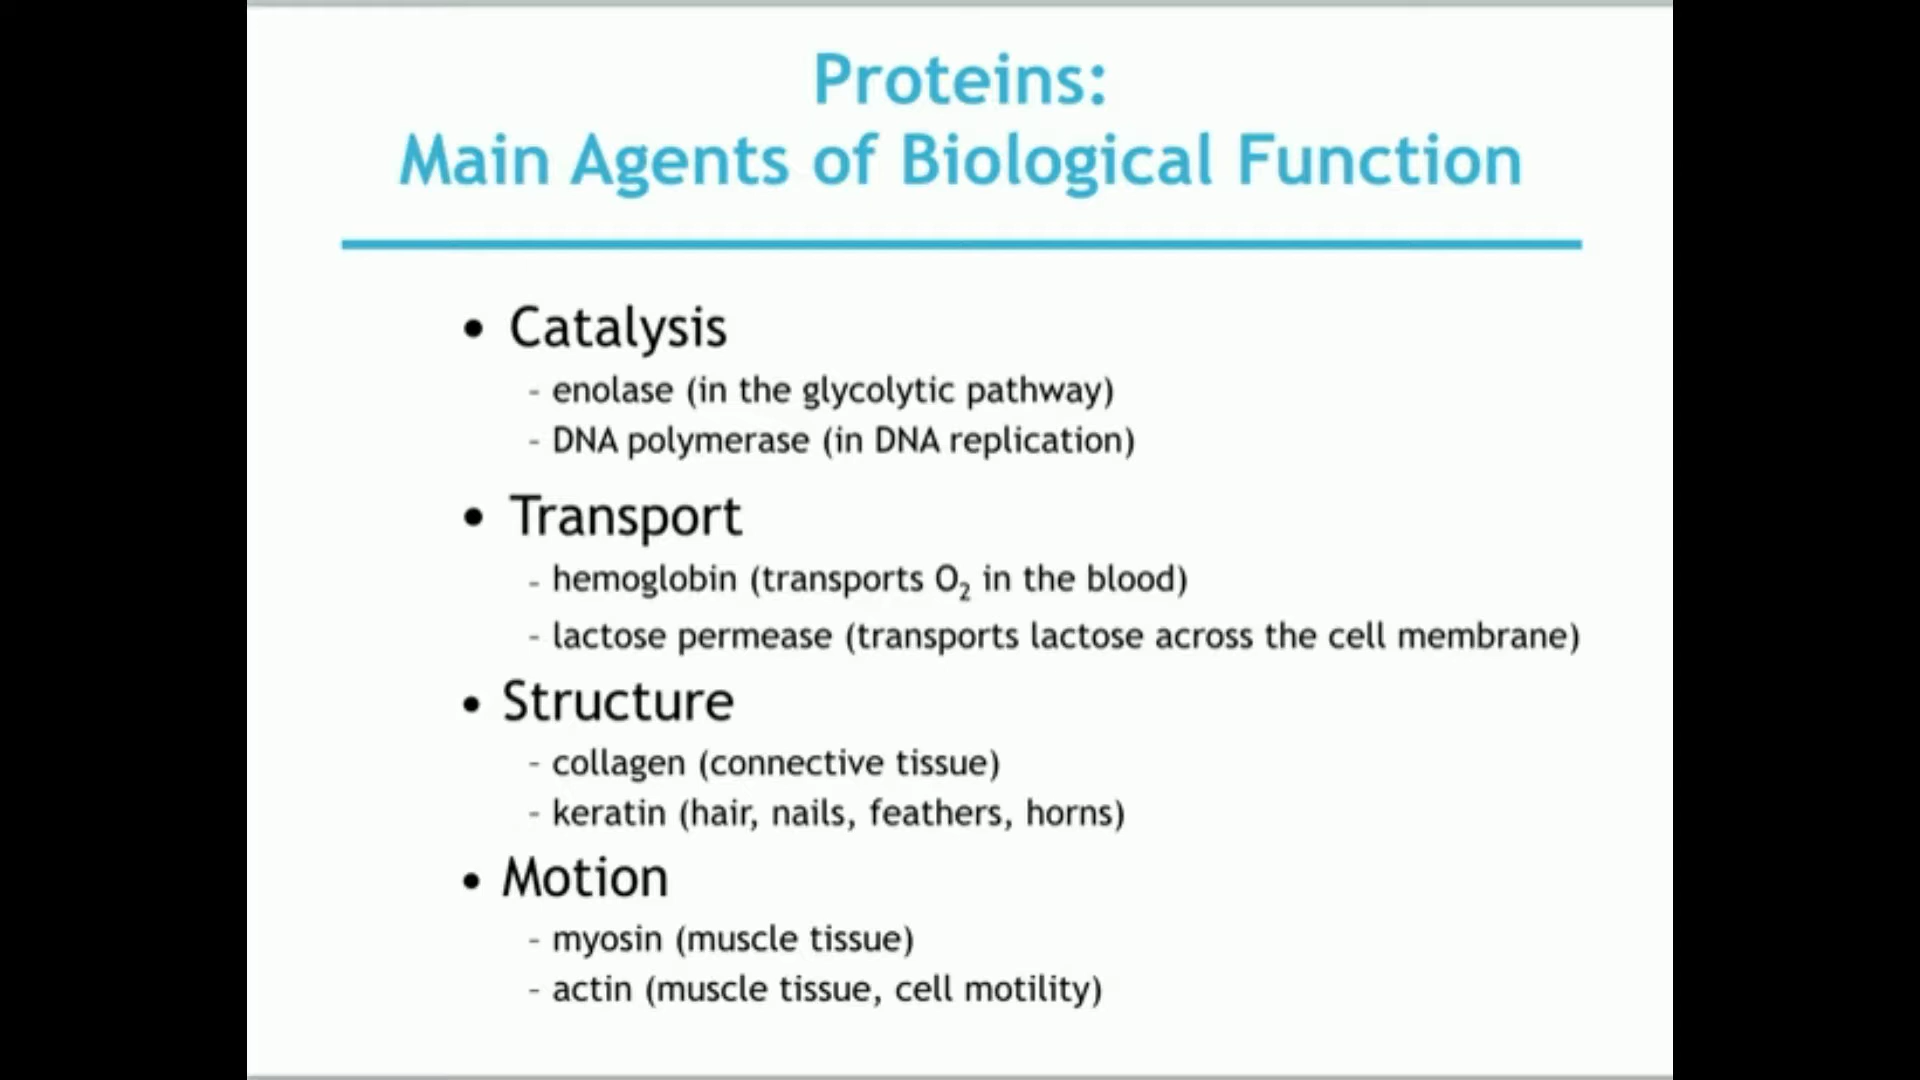 Proteins:
Main Agents of Biological Function
• Catalysis
- enolase (in the glycolytic pathway)
- DNA polymerase (in DNA replication)
• Transport
- hemoglobin (transports O₂ in the blood)
- lactose permease (transports lactose across the cell membrane)
• Structure
- collagen (connective tissue)
- keratin (hair, nails, feathers, horns)
• Motion
- myosin (muscle tissue)
- actin (muscle tissue, cell motility)